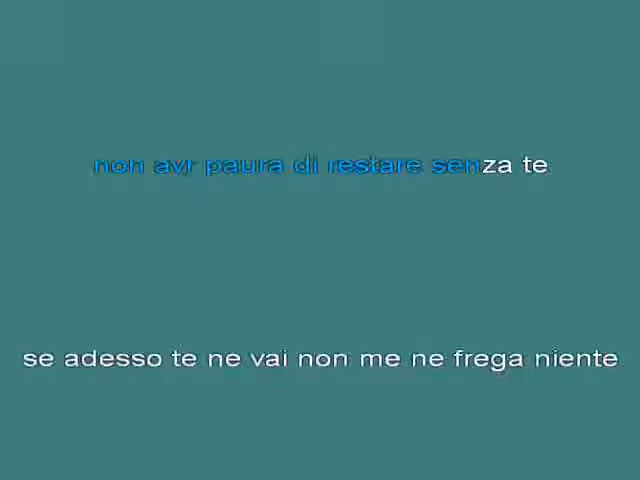 non avr paura di restare senza te
se adesso te ne vai non me ne frega niente